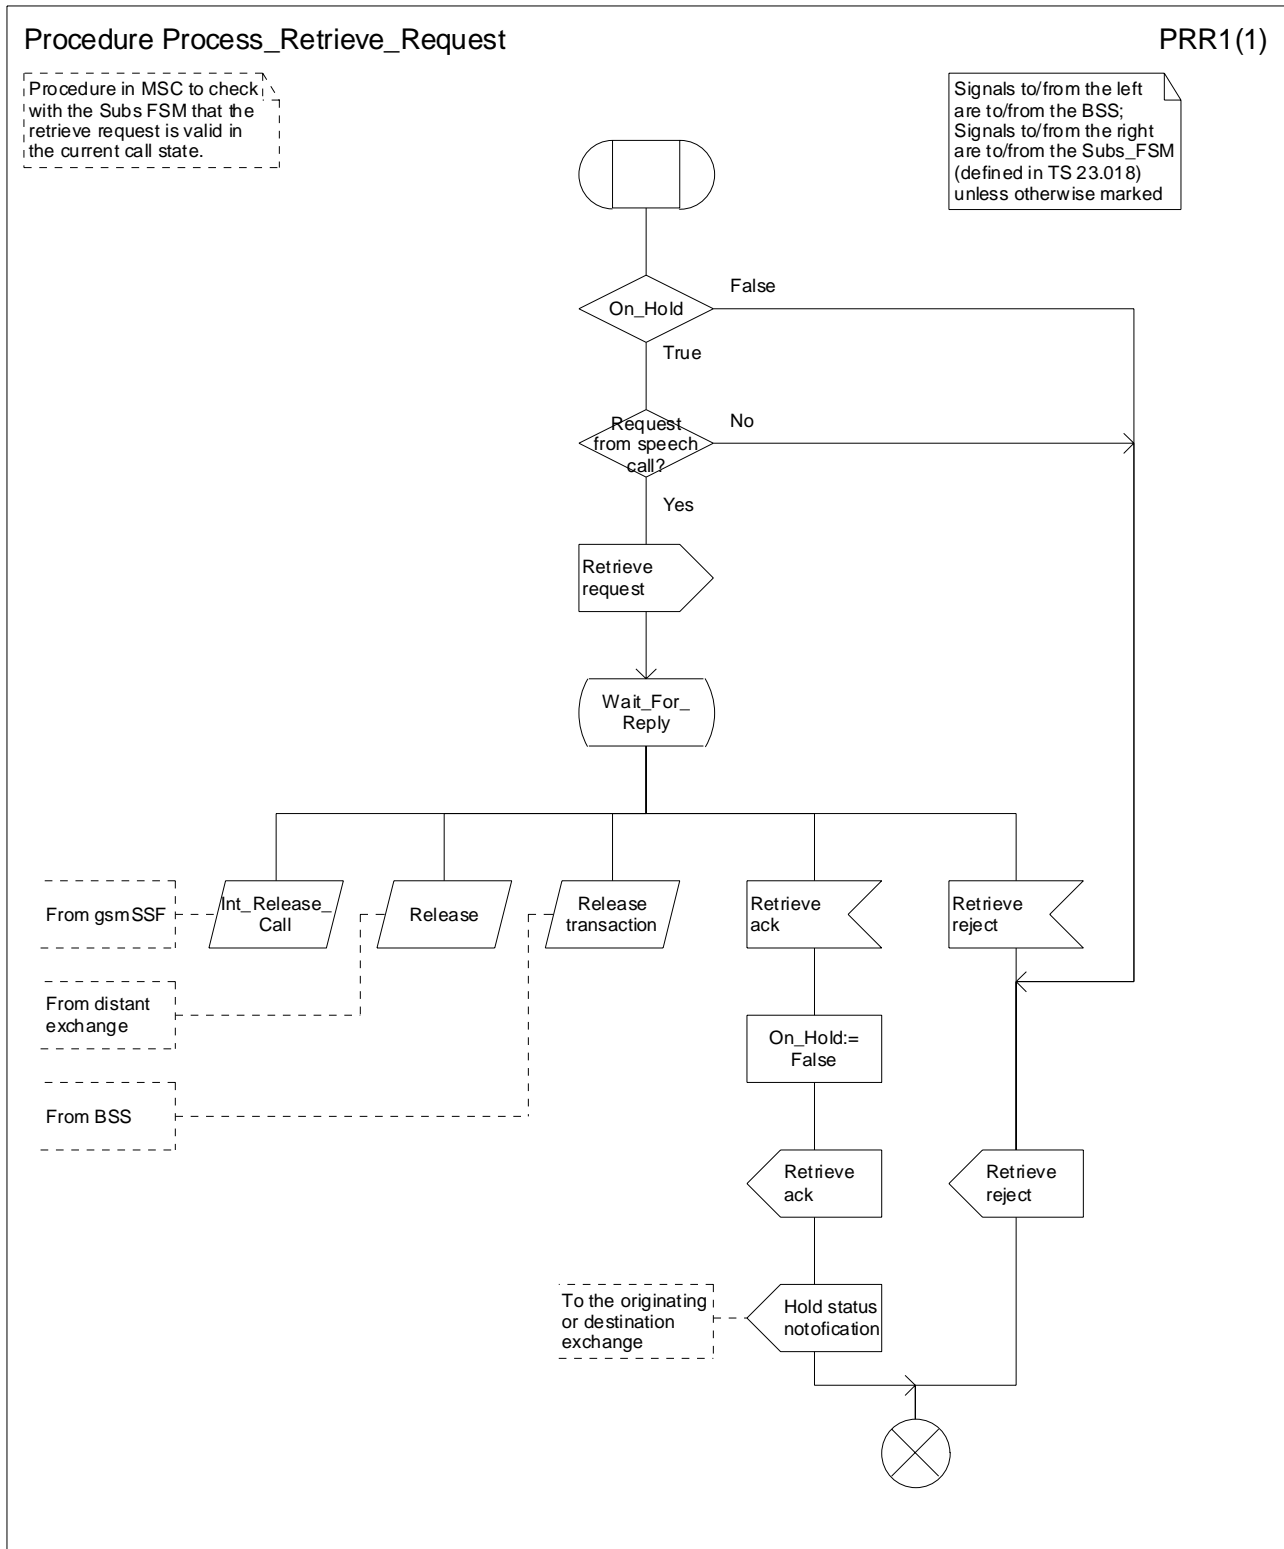 Procedure Process_Retrieve_Request
PRR1(1)
Procedure in MSC to check
with the Subs FSM that the
retrieve request is valid in
the current call state.
Signals to/from the left
are to/from the BSS;
Signals to/from the right
are to/from the Subs_FSM
(defined in TS 23.018)
unless otherwise marked
On_Hold
False
True
Request
from speech
call?
No
Yes
Retrieve
request
Wait_For_
Reply
From gsmSSF
Int_Release_
Call
Release
Release
transaction
Retrieve
ack
Retrieve
reject
From distant
exchange
On_Hold:=
False
From BSS
Retrieve
ack
Retrieve
reject
To the originating
or destination
exchange
Hold status
notofication